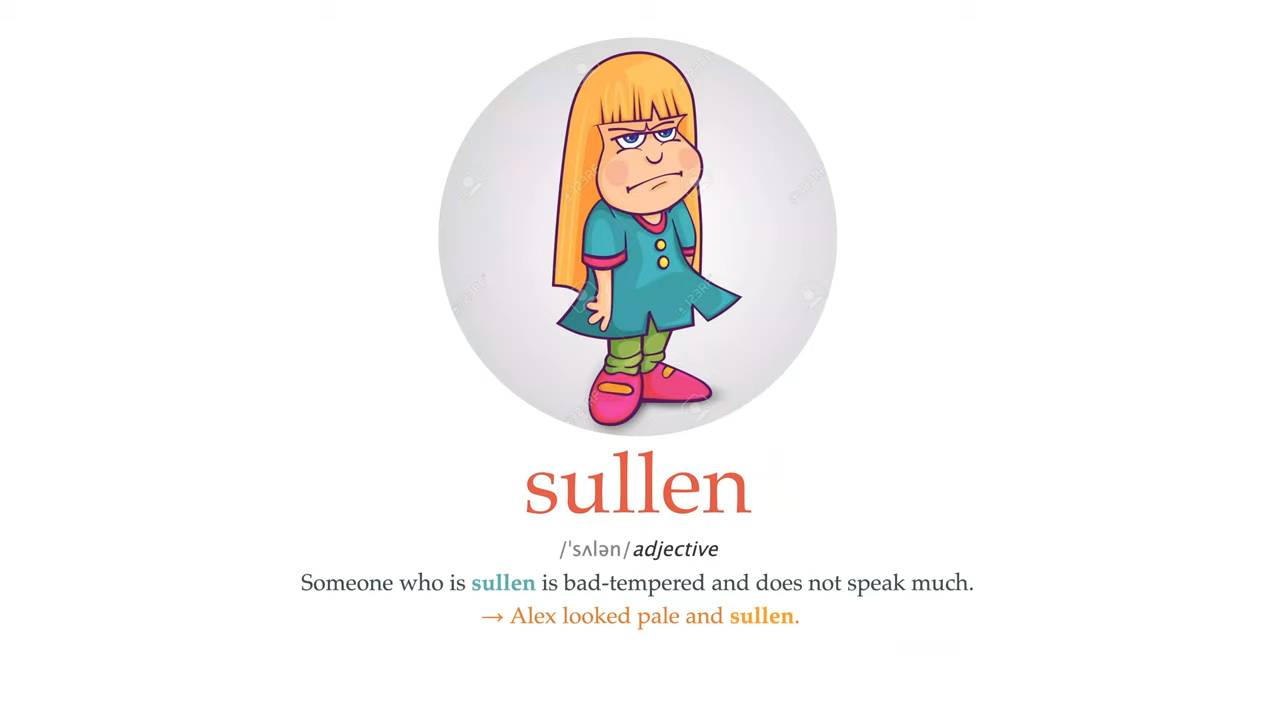 sullen
/ˈsʌlən/adjective
Someone who is sullen is bad-tempered and does not speak much.
→ Alex looked pale and sullen.